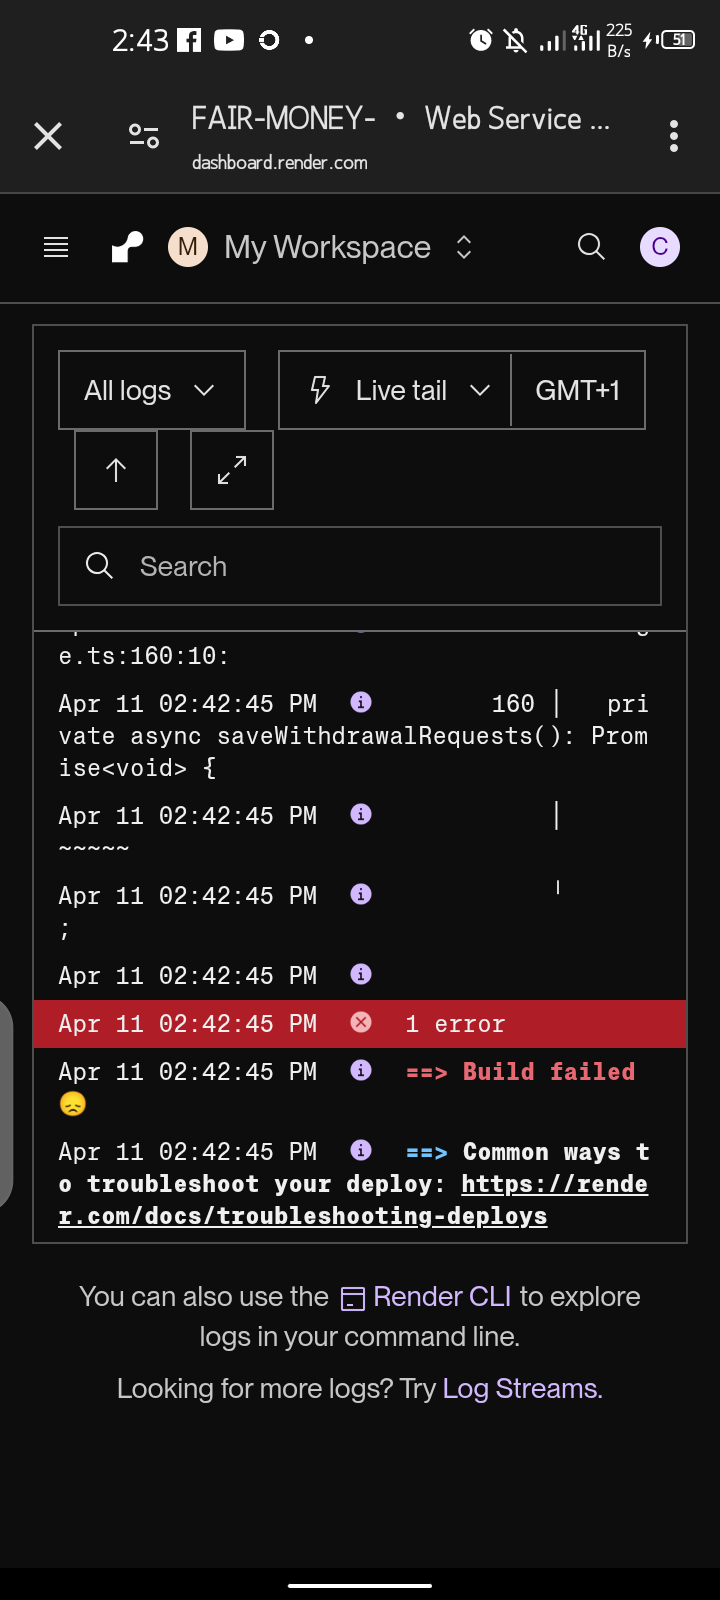 2:43
4G
225
B/s
51
FAIR-MONEY- • Web Service ...
dashboard.render.com
M My Workspace
C
All logs
Live tail
GMT+1
Search
e.ts:160:10:
Apr 11 02:42:45 PM 160 │ pri
vate async saveWithdrawalRequests(): Prom
ise<void> {
Apr 11 02:42:45 PM │
~~~~~
Apr 11 02:42:45 PM ╵
;
Apr 11 02:42:45 PM
Apr 11 02:42:45 PM 1 error
Apr 11 02:42:45 PM ==> Build failed
😞
Apr 11 02:42:45 PM ==> Common ways t
o troubleshoot your deploy: https://rende
r.com/docs/troubleshooting-deploys
You can also use the Render CLI to explore
logs in your command line.
Looking for more logs? Try Log Streams.